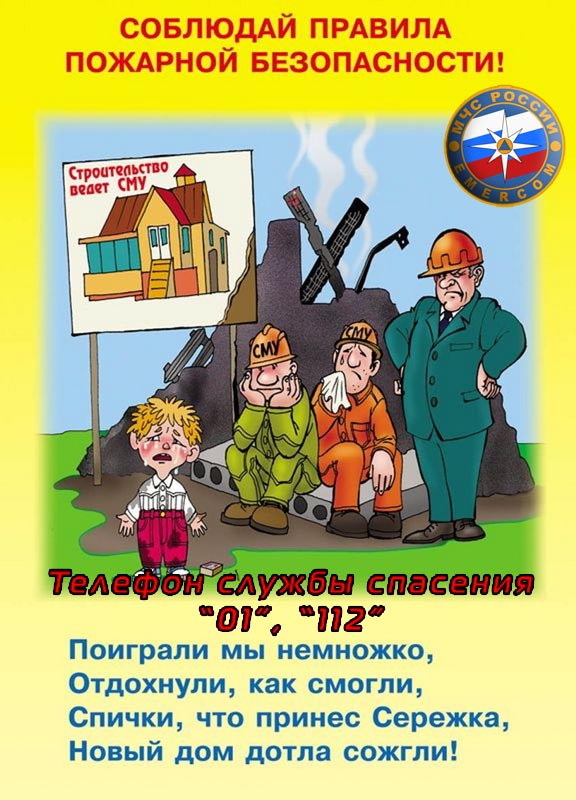 СОБЛЮДАЙ ПРАВИЛА
ПОЖАРНОЙ БЕЗОПАСНОСТИ!
МЧС РОССИИ
EMERCOM
Строительство
ведет СМУ
СМУ
СМУ
Телефон службы спасения
“01”, “112”
Поиграли мы немножко,
Отдохнули, как смогли,
Спички, что принес Сережка,
Новый дом дотла сожгли!